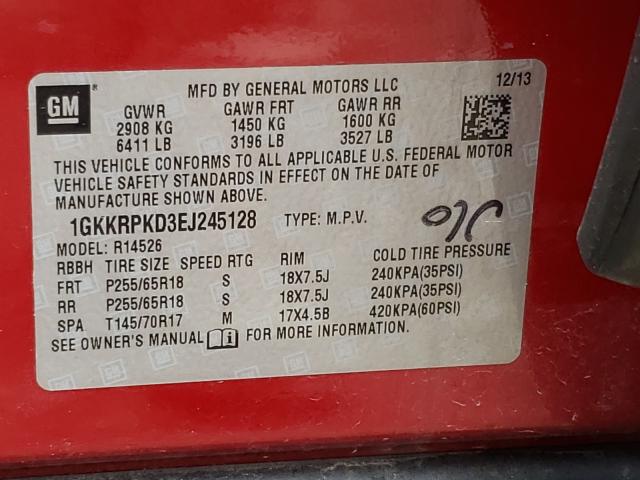 GM ®
MFD BY GENERAL MOTORS LLC 12/13
GVWR GAWR FRT GAWR RR
2908 KG 1450 KG 1600 KG
6411 LB 3196 LB 3527 LB
THIS VEHICLE CONFORMS TO ALL APPLICABLE U.S. FEDERAL MOTOR
VEHICLE SAFETY STANDARDS IN EFFECT ON THE DATE OF
MANUFACTURE SHOWN ABOVE.
1GKKRPKD3EJ245128 TYPE: M.P.V.
MODEL: R14526
RBBH TIRE SIZE SPEED RTG RIM COLD TIRE PRESSURE
FRT P255/65R18 S 18X7.5J 240KPA(35PSI)
RR P255/65R18 S 18X7.5J 240KPA(35PSI)
SPA T145/70R17 M 17X4.5B 420KPA(60PSI)
SEE OWNER'S MANUAL FOR MORE INFORMATION.